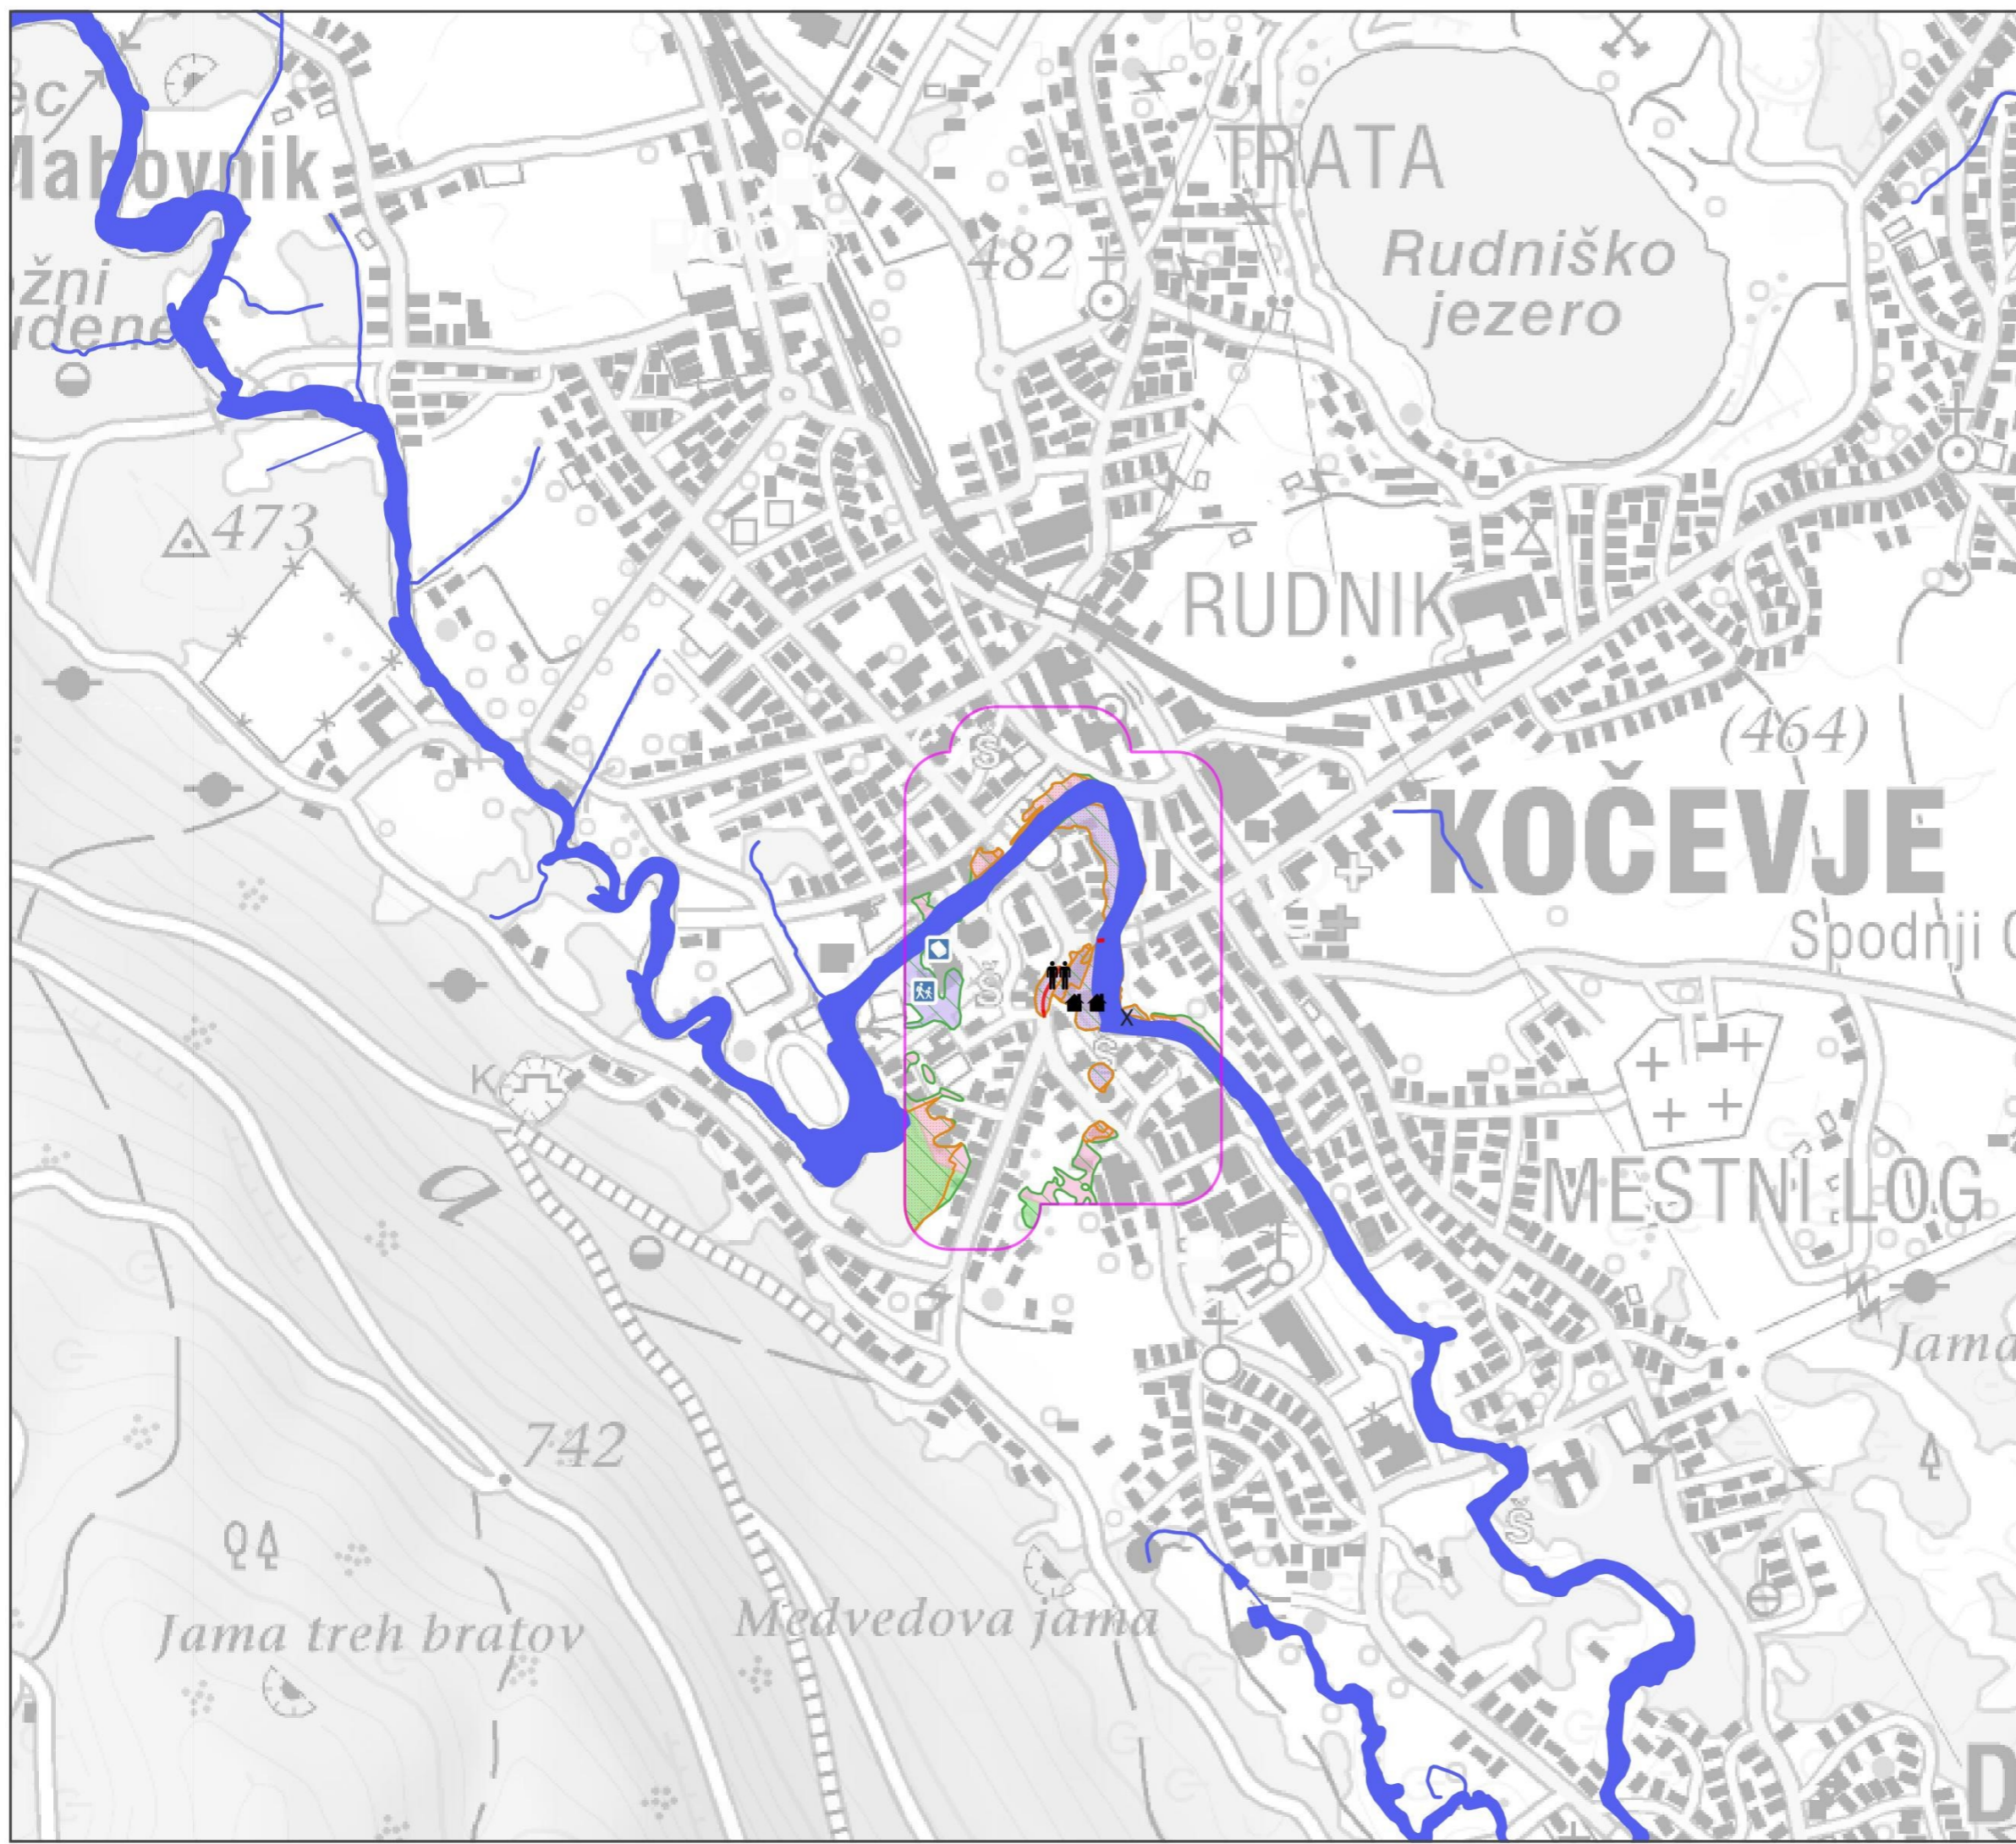 Mahovnik
TRATA
482
Rudniško
jezero
473
RUDNIK
(464)
Š
KOČEVJE
Spodnji
Š
X
K
Š
MESTNI LOG
q
Jama
742
Š
Jama treh bratov
Medvedova jama
D